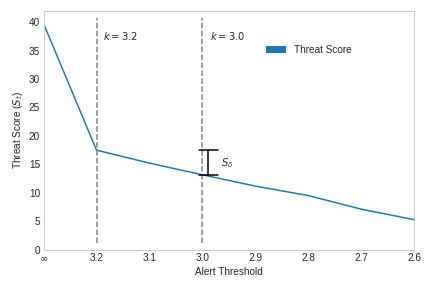 40
35
30
25
20
15
10
5
0
Threat Score (Sₜ)
k = 3.2
k = 3.0
Threat Score
S_δ
∞ 3.2 3.1 3.0 2.9 2.8 2.7 2.6
Alert Threshold